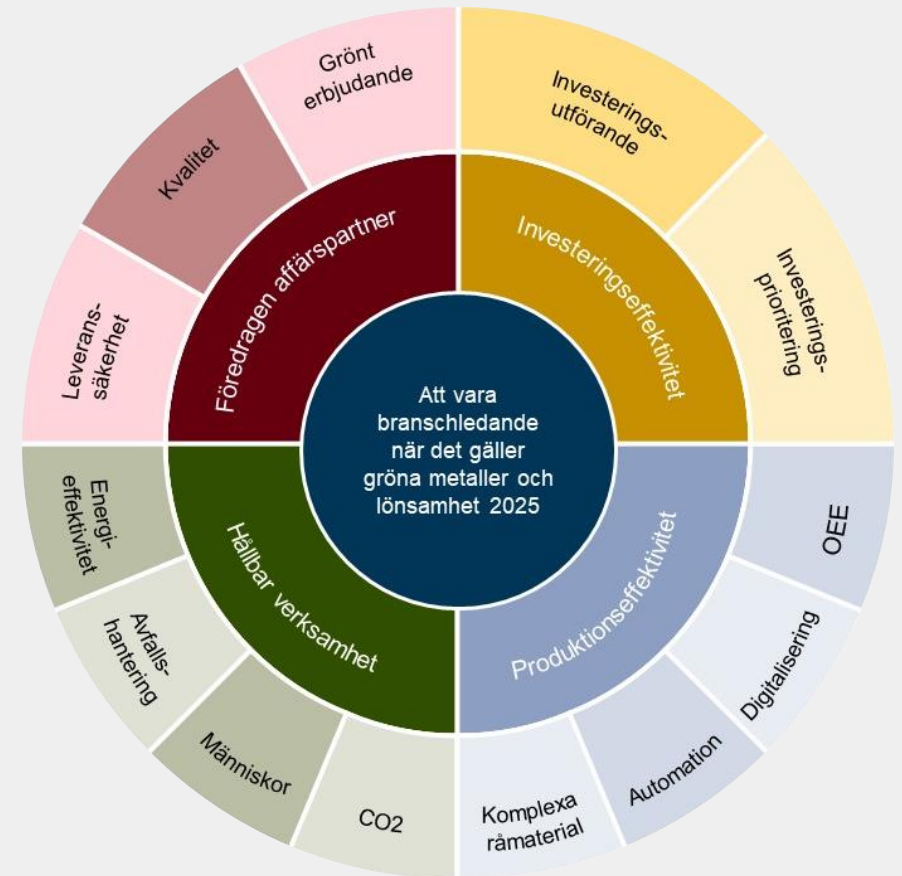 Grönt
erbjudande
Investerings-
utförande
Kvalitet
Investerings-
prioritering
Leverans-
säkerhet
Föredragen affärspartner
Investeringseffektivitet
Att vara
branschledande
när det gäller
gröna metaller och
lönsamhet 2025
Energi-
effektivitet
OEE
Hållbar verksamhet
Produktionseffektivitet
Avfalls-
hantering
Digitalisering
Människor
Automation
CO2
Komplexa
råmaterial